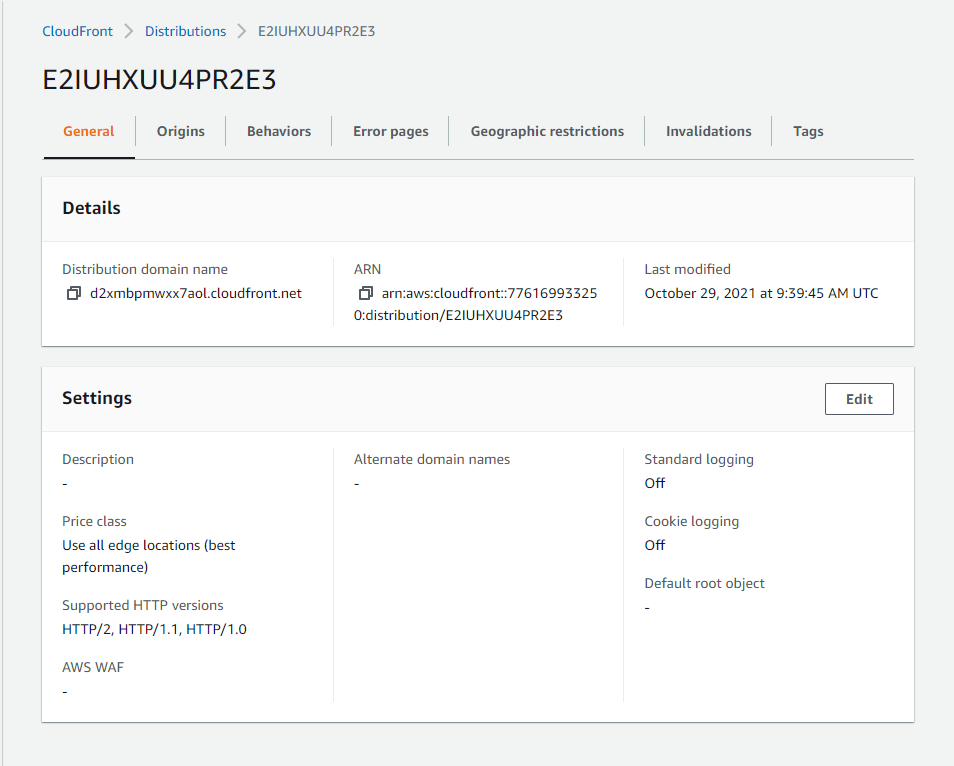 CloudFront > Distributions > E2IUHXUU4PR2E3
E2IUHXUU4PR2E3
General Origins Behaviors Error pages Geographic restrictions Invalidations Tags
Details
Distribution domain name
d2xmbpmwxx7aol.cloudfront.net
ARN
arn:aws:cloudfront::77616993325
0:distribution/E2IUHXUU4PR2E3
Last modified
October 29, 2021 at 9:39:45 AM UTC
Settings
Edit
Description
-
Price class
Use all edge locations (best
performance)
Supported HTTP versions
HTTP/2, HTTP/1.1, HTTP/1.0
AWS WAF
-
Alternate domain names
-
Standard logging
Off
Cookie logging
Off
Default root object
-